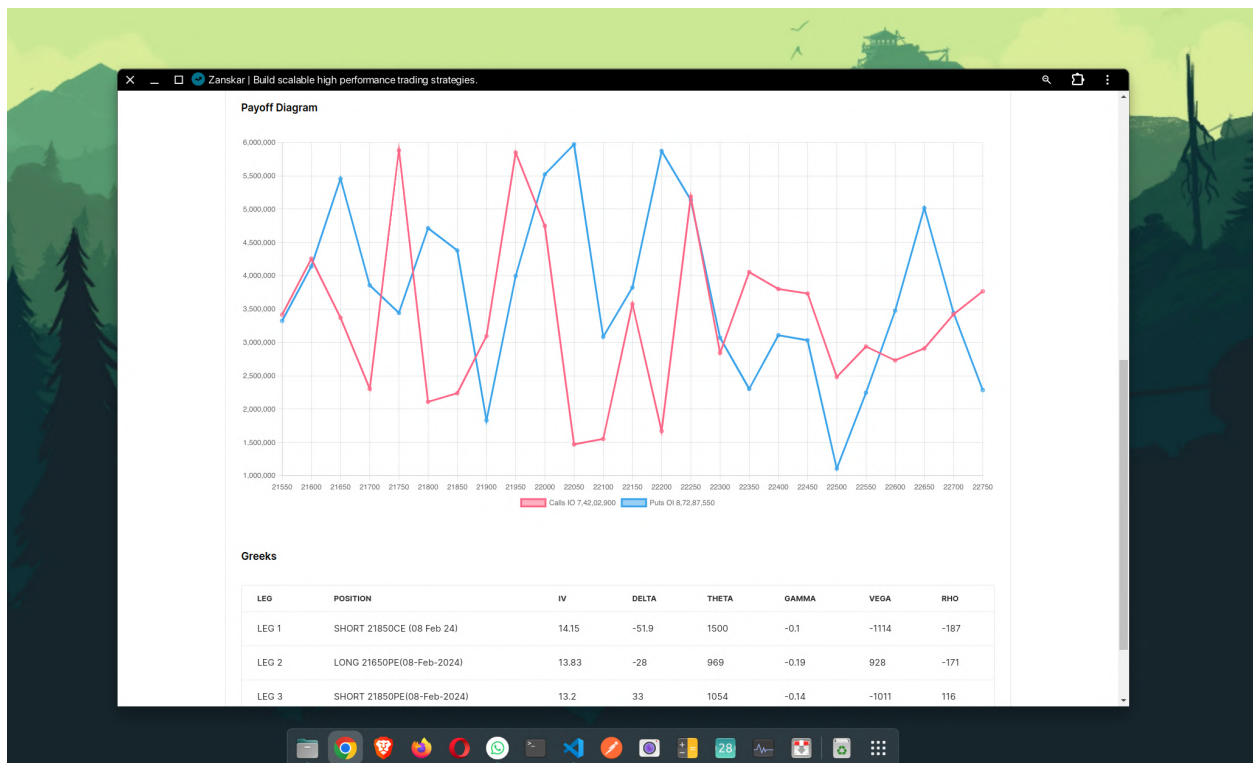 Zanskar | Build scalable high performance trading strategies.
Payoff Diagram
6,000,000
5,500,000
5,000,000
4,500,000
4,000,000
3,500,000
3,000,000
2,500,000
2,000,000
1,500,000
1,000,000
21550 21600 21650 21700 21750 21800 21850 21900 21950 22000 22050 22100 22150 22200 22250 22300 22350 22400 22450 22500 22550 22600 22650 22700 22750
Calls IO 7,42,02,900 Puts OI 8,72,87,550
Greeks
LEG POSITION IV DELTA THETA GAMMA VEGA RHO
LEG 1 SHORT 21850CE (08 Feb 24) 14.15 -51.9 1500 -0.1 -1114 -187
LEG 2 LONG 21650PE(08-Feb-2024) 13.83 -28 969 -0.19 928 -171
LEG 3 SHORT 21850PE(08-Feb-2024) 13.2 33 1054 -0.14 -1011 116
28